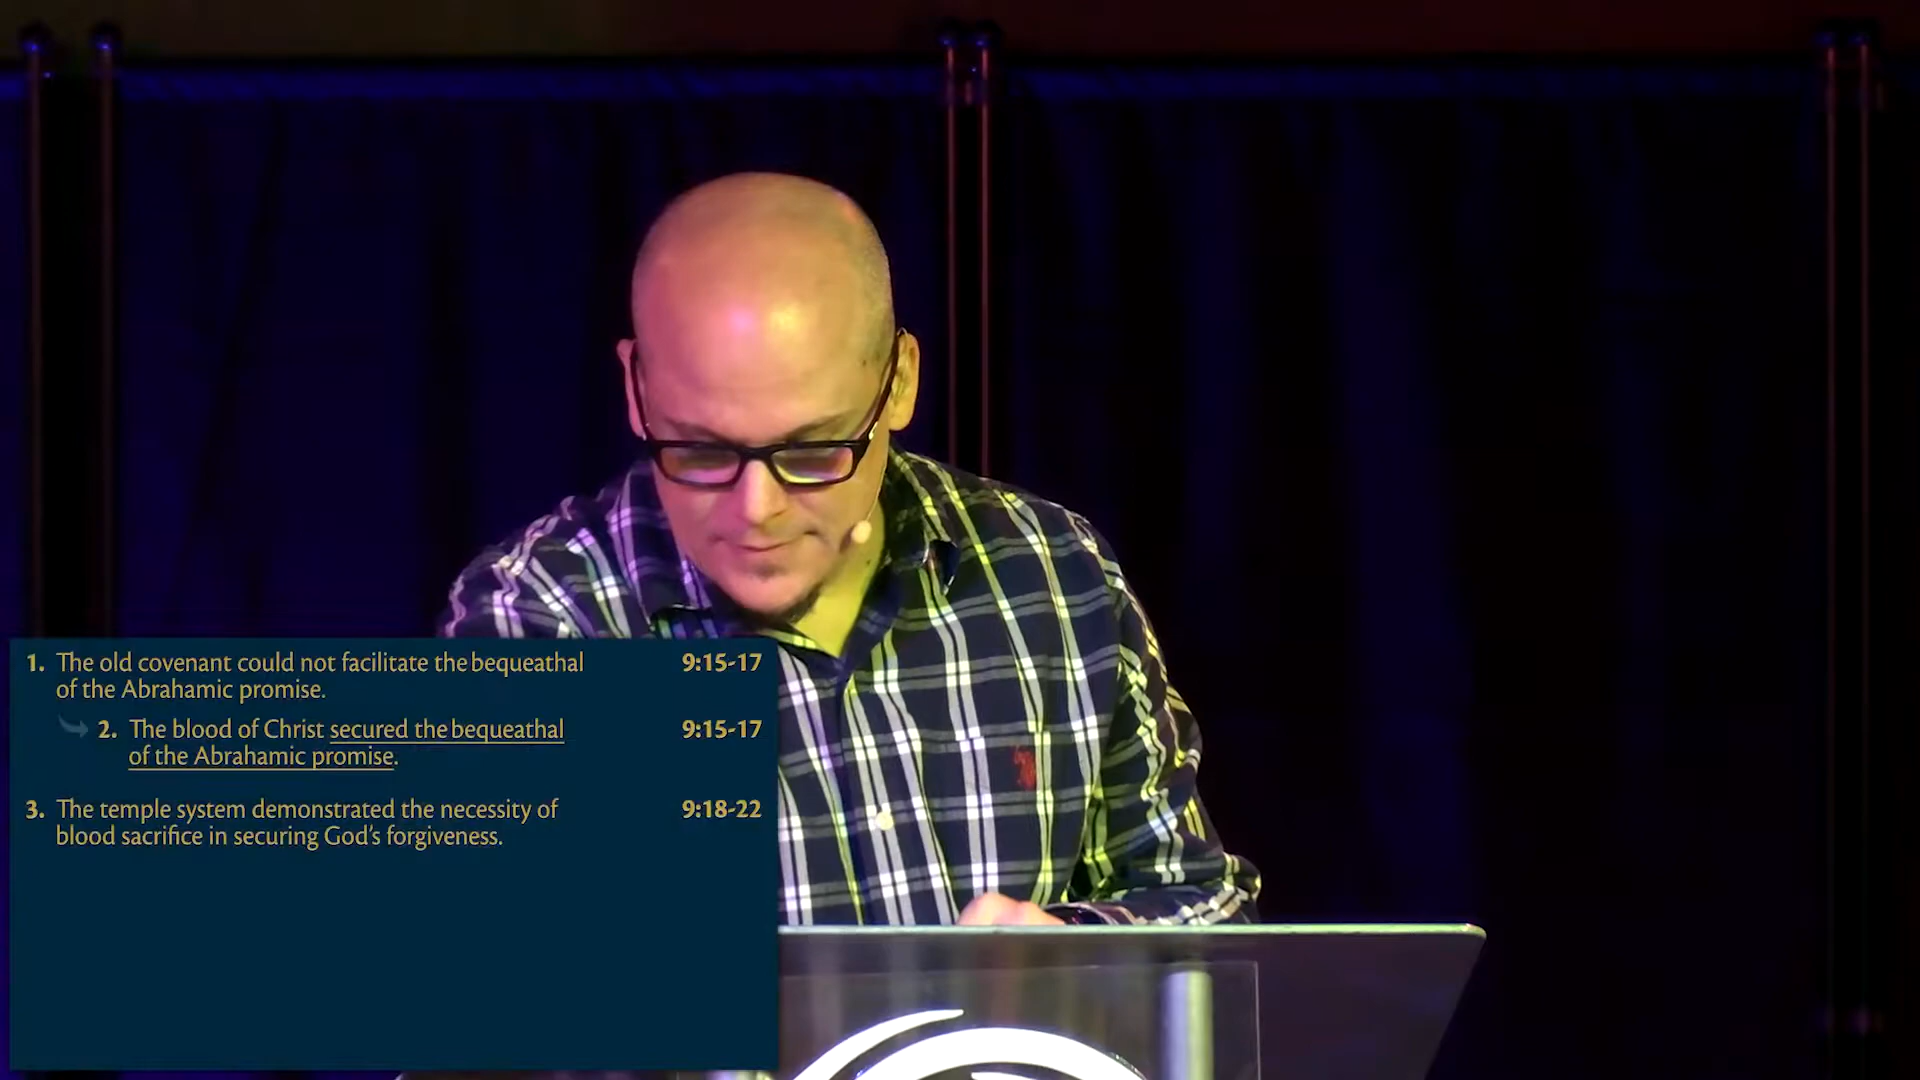 1. The old covenant could not facilitate the bequeathal 9:15-17
of the Abrahamic promise.
2. The blood of Christ secured the bequeathal 9:15-17
of the Abrahamic promise.
3. The temple system demonstrated the necessity of 9:18-22
blood sacrifice in securing God's forgiveness.